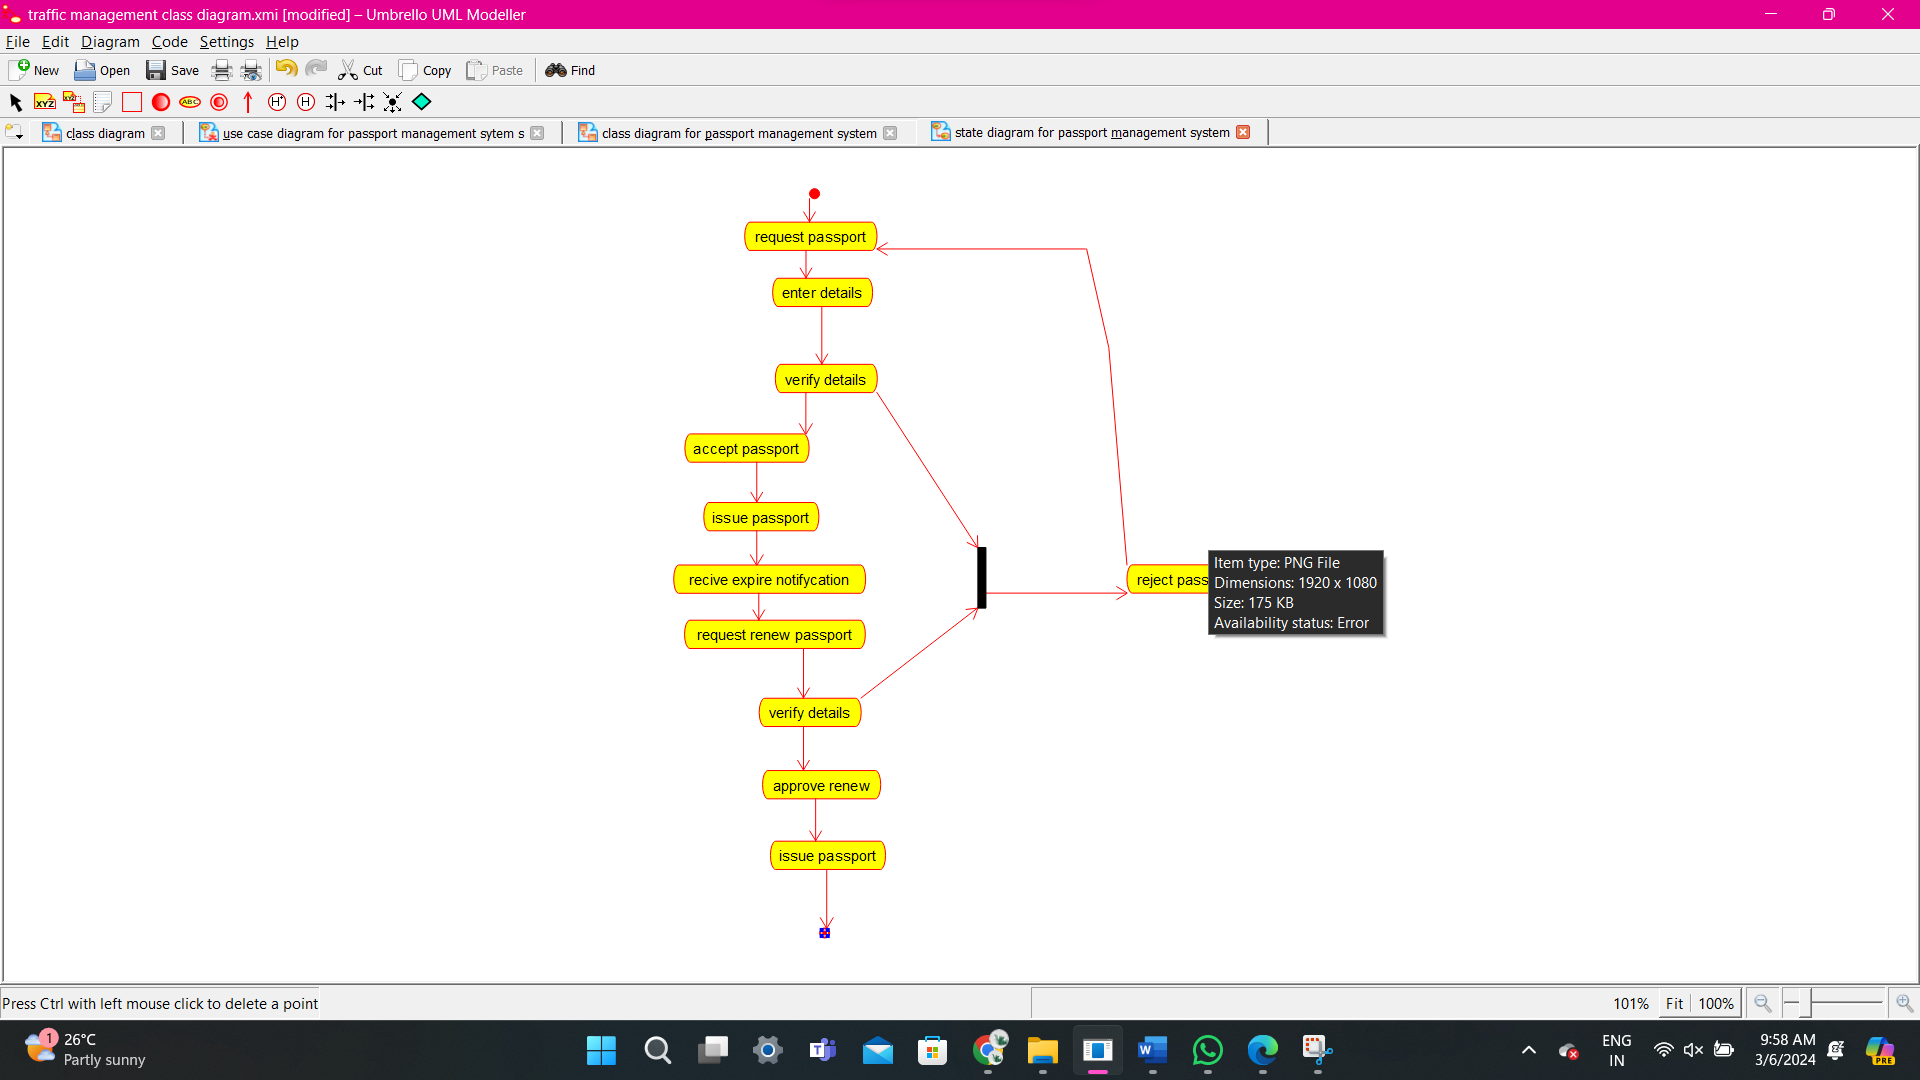 traffic management class diagram.xmi [modified] – Umbrello UML Modeller
File Edit Diagram Code Settings Help
New Open Save Cut Copy Paste Find
XYZ XYZ ABC H* H
class diagram use case diagram for passport management sytem s class diagram for passport management system state diagram for passport management system
request passport
enter details
verify details
accept passport
issue passport
recive expire notifycation
request renew passport
verify details
approve renew
issue passport
reject pass
Item type: PNG File
Dimensions: 1920 x 1080
Size: 175 KB
Availability status: Error
Press Ctrl with left mouse click to delete a point
101% Fit 100%
1
26°C
Partly sunny
W
ENG
IN
9:58 AM
3/6/2024
PRE